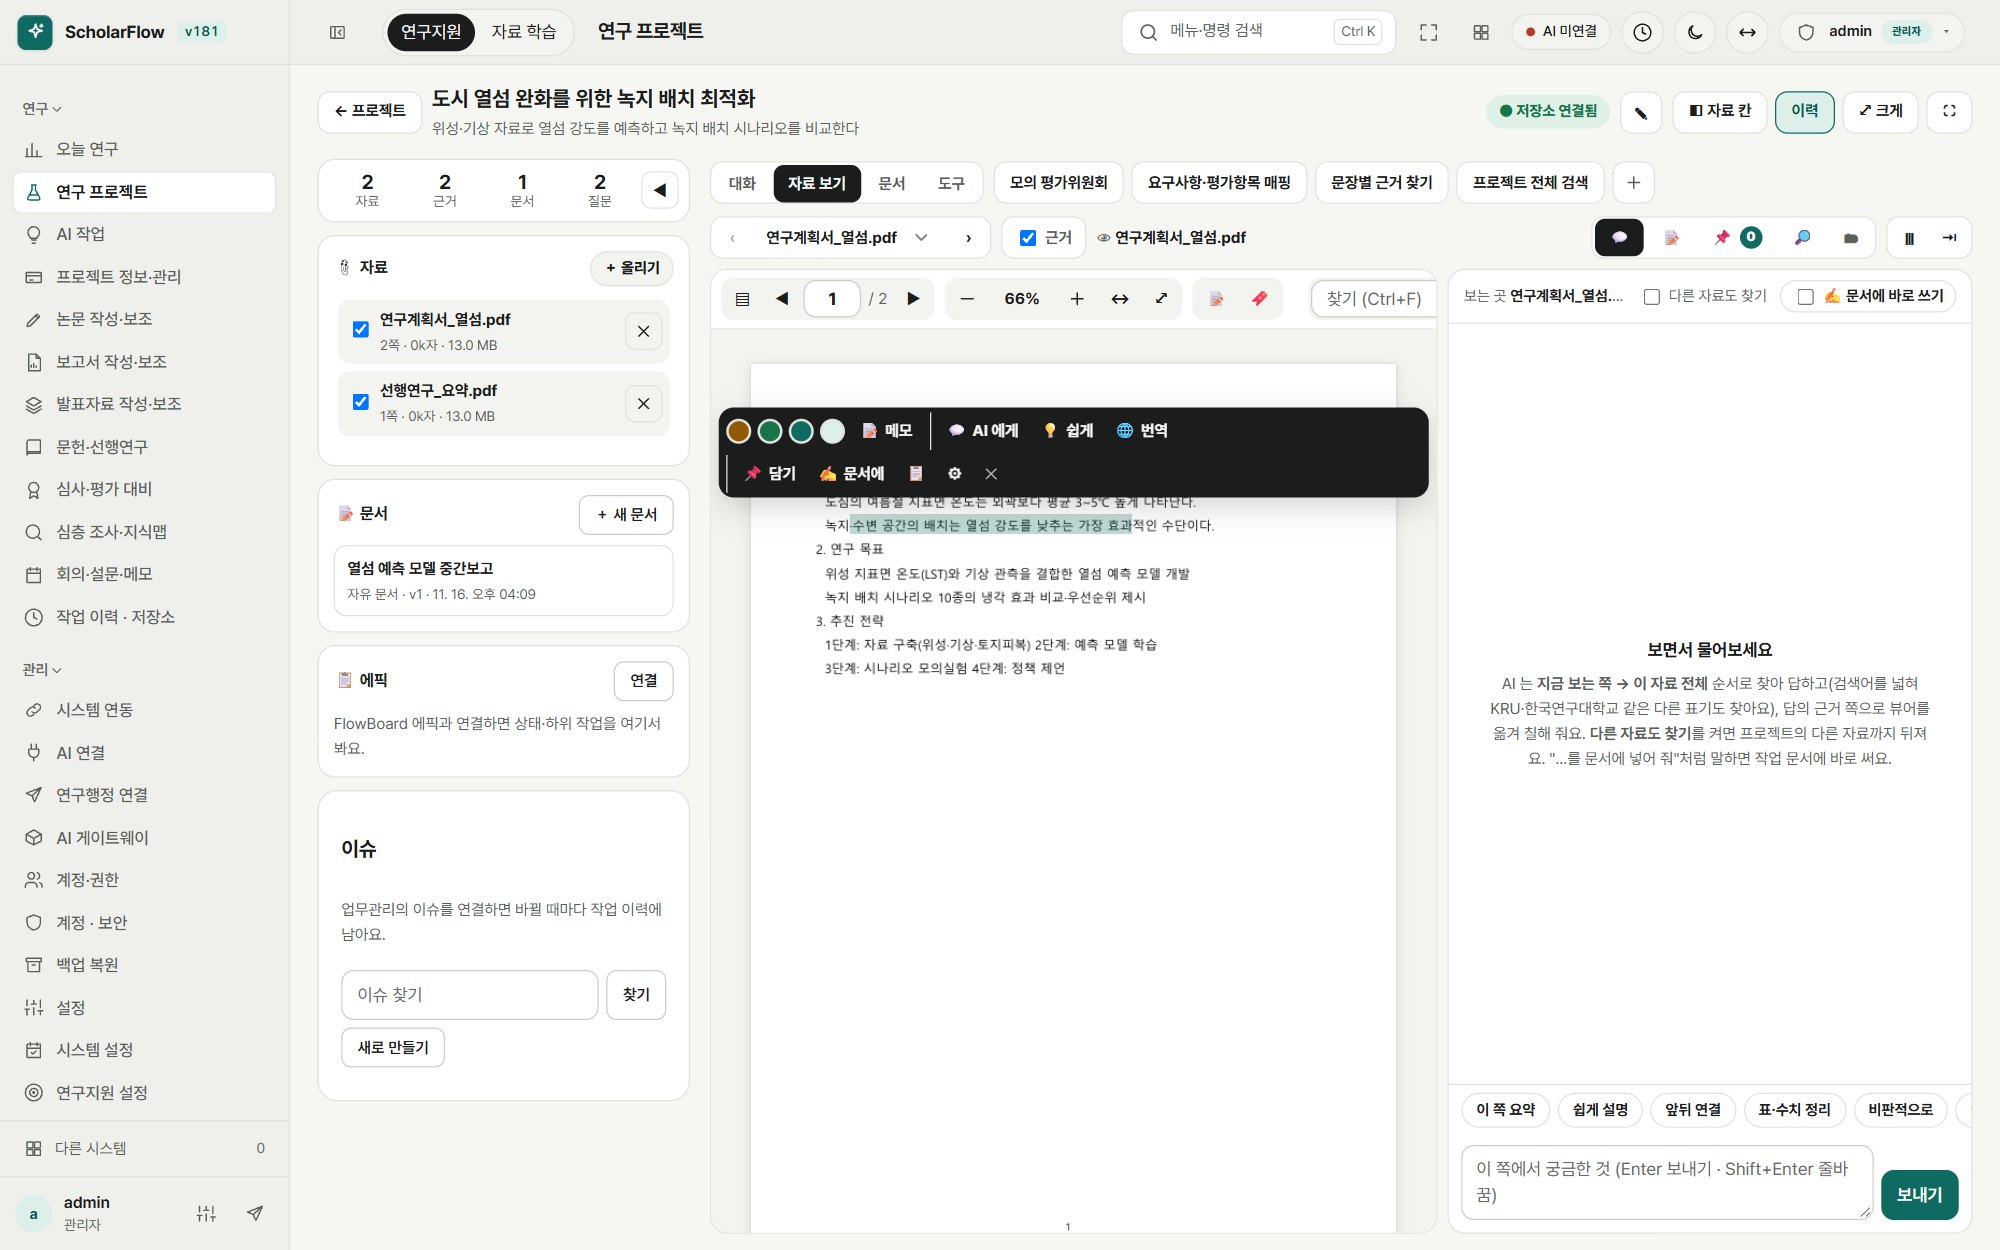 ScholarFlow v181
연구
오늘 연구
연구 프로젝트
AI 작업
프로젝트 정보·관리
논문 작성·보조
보고서 작성·보조
발표자료 작성·보조
문헌·선행연구
심사·평가 대비
심층 조사·지식맵
회의·설문·메모
작업 이력 · 저장소
관리
시스템 연동
AI 연결
연구행정 연결
AI 게이트웨이
계정·권한
계정 · 보안
백업 복원
설정
시스템 설정
연구지원 설정
다른 시스템 0
a admin
관리자
연구지원 자료 학습 연구 프로젝트
메뉴·명령 검색 Ctrl K
AI 미연결
admin 관리자
← 프로젝트
도시 열섬 완화를 위한 녹지 배치 최적화
위성·기상 자료로 열섬 강도를 예측하고 녹지 배치 시나리오를 비교한다
저장소 연결됨
자료 칸
이력
크게
2 2 1 2
자료 근거 문서 질문
자료 + 올리기
연구계획서_열섬.pdf
2쪽 · 0k자 · 13.0 MB
선행연구_요약.pdf
1쪽 · 0k자 · 13.0 MB
문서 + 새 문서
열섬 예측 모델 중간보고
자유 문서 · v1 · 11. 16. 오후 04:09
에픽 연결
FlowBoard 에픽과 연결하면 상태·하위 작업을 여기서
봐요.
이슈
업무관리의 이슈를 연결하면 바뀔 때마다 작업 이력에
남아요.
이슈 찾기 찾기
새로 만들기
대화 자료 보기 문서 도구
모의 평가위원회 요구사항·평가항목 매핑 문장별 근거 찾기 프로젝트 전체 검색 +
‹ 연구계획서_열섬.pdf › 근거 연구계획서_열섬.pdf
0
1 / 2 − 66% + 찾기 (Ctrl+F)
메모 AI 에게 쉽게 번역
담기 문서에
도심의 여름철 지표면 온도는 외곽보다 평균 3~5℃ 높게 나타난다.
녹지·수변 공간의 배치는 열섬 강도를 낮추는 가장 효과적인 수단이다.
2. 연구 목표
위성 지표면 온도(LST)와 기상 관측을 결합한 열섬 예측 모델 개발
녹지 배치 시나리오 10종의 냉각 효과 비교·우선순위 제시
3. 추진 전략
1단계: 자료 구축(위성·기상·토지피복) 2단계: 예측 모델 학습
3단계: 시나리오 모의실험 4단계: 정책 제언
1
보는 곳 연구계획서_열섬.... 다른 자료도 찾기 문서에 바로 쓰기
보면서 물어보세요
AI 는 지금 보는 쪽 → 이 자료 전체 순서로 찾아 답하고(검색어를 넓혀
KRU·한국연구대학교 같은 다른 표기도 찾아요), 답의 근거 쪽으로 뷰어를
옮겨 칠해 줘요. 다른 자료도 찾기를 켜면 프로젝트의 다른 자료까지 뒤져
요. "...를 문서에 넣어 줘"처럼 말하면 작업 문서에 바로 써요.
이 쪽 요약 쉽게 설명 앞뒤 연결 표·수치 정리 비판적으로
이 쪽에서 궁금한 것 (Enter 보내기 · Shift+Enter 줄바
꿈)
보내기